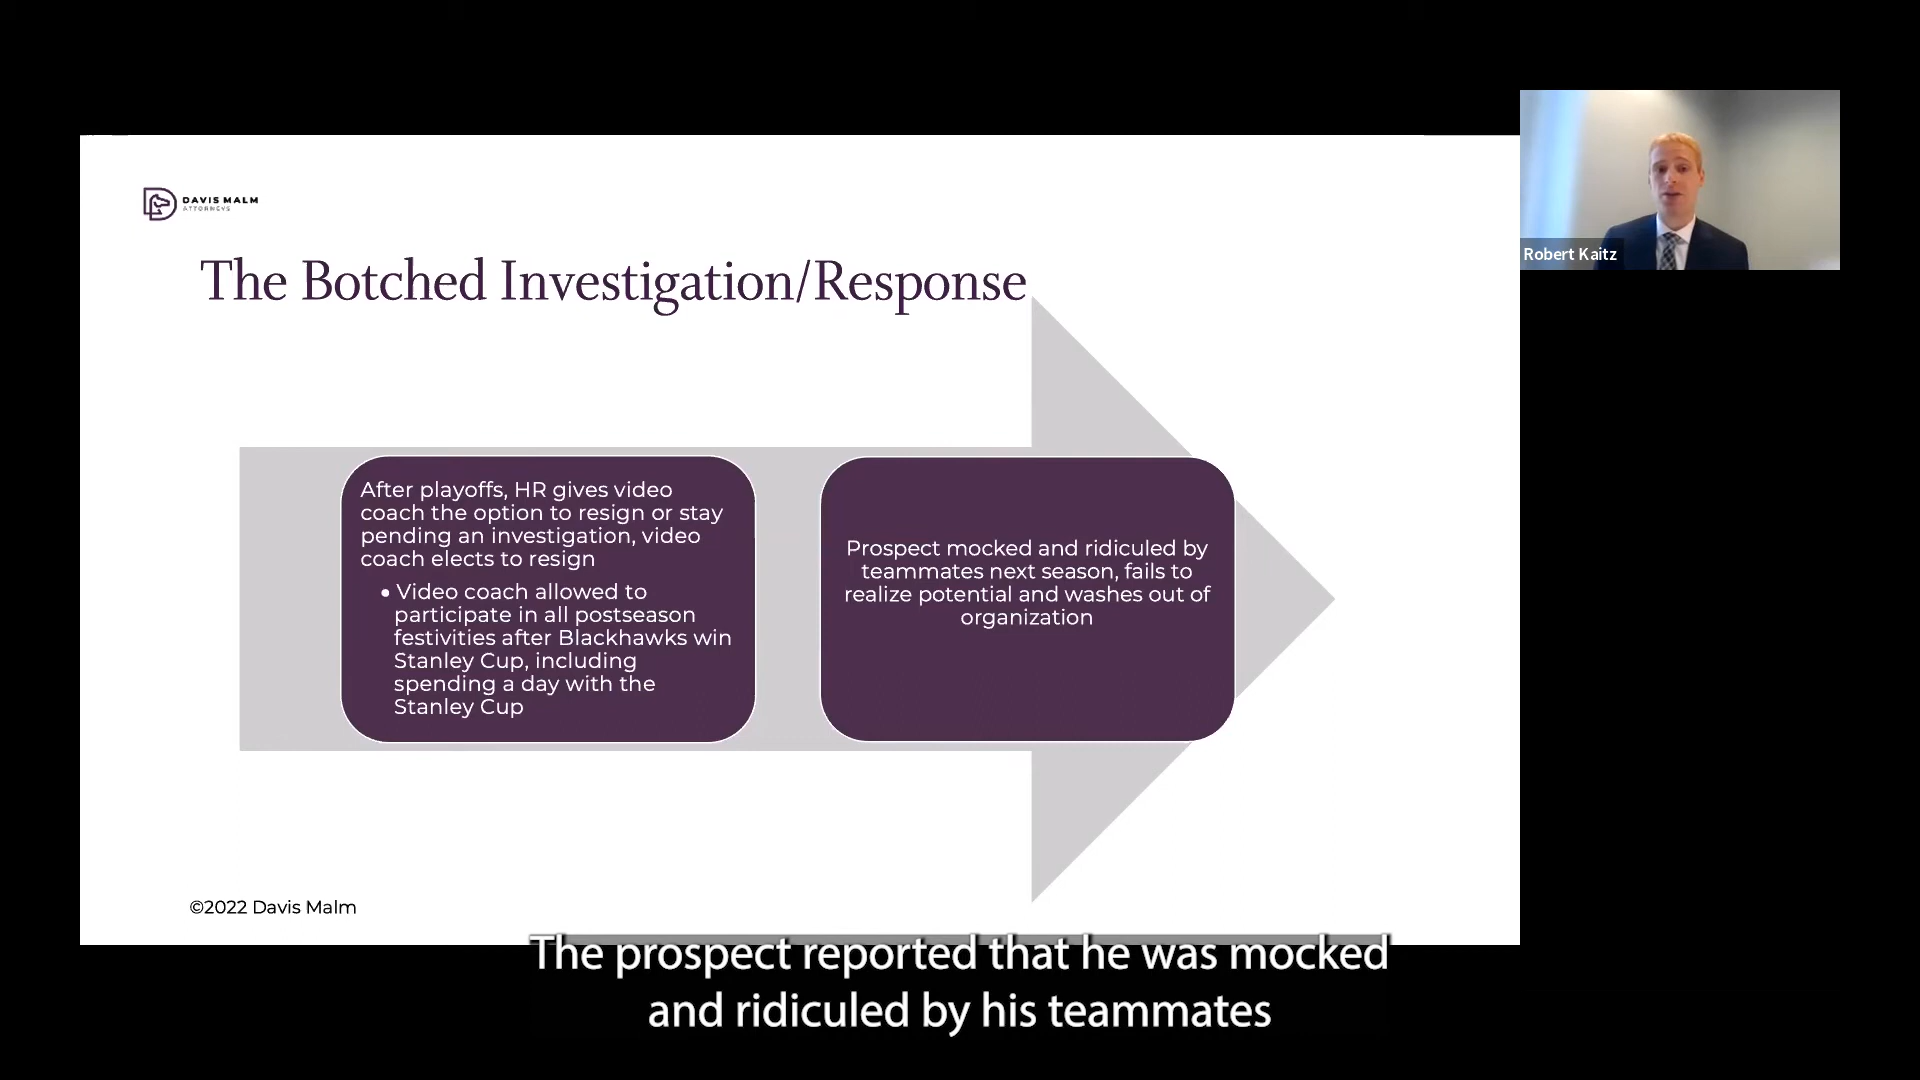 DAVIS MALM
ATTORNEYS
The Botched Investigation/Response
After playoffs, HR gives video
coach the option to resign or stay
pending an investigation, video
coach elects to resign
• Video coach allowed to
participate in all postseason
festivities after Blackhawks win
Stanley Cup, including
spending a day with the
Stanley Cup
Prospect mocked and ridiculed by
teammates next season, fails to
realize potential and washes out of
organization
©2022 Davis Malm
Robert Kaitz
The prospect reported that he was mocked
and ridiculed by his teammates